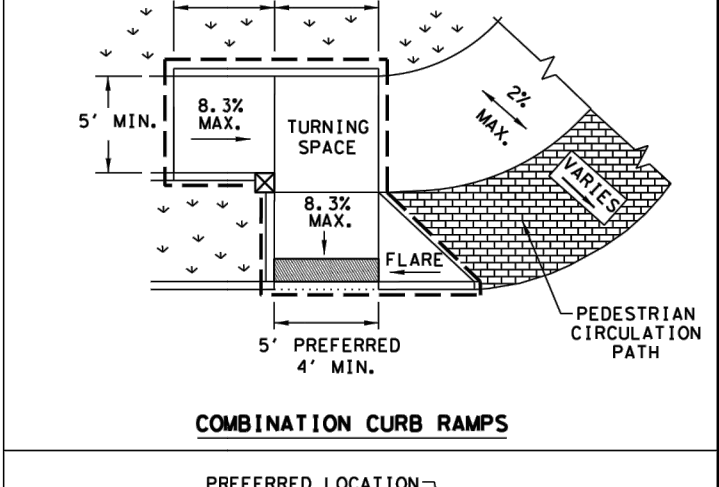 5' MIN.
8.3%
MAX.
TURNING
SPACE
2%
MAX.
VARIES
8.3%
MAX.
FLARE
5' PREFERRED
4' MIN.
PEDESTRIAN
CIRCULATION
PATH
COMBINATION CURB RAMPS
PREFERRED LOCATION